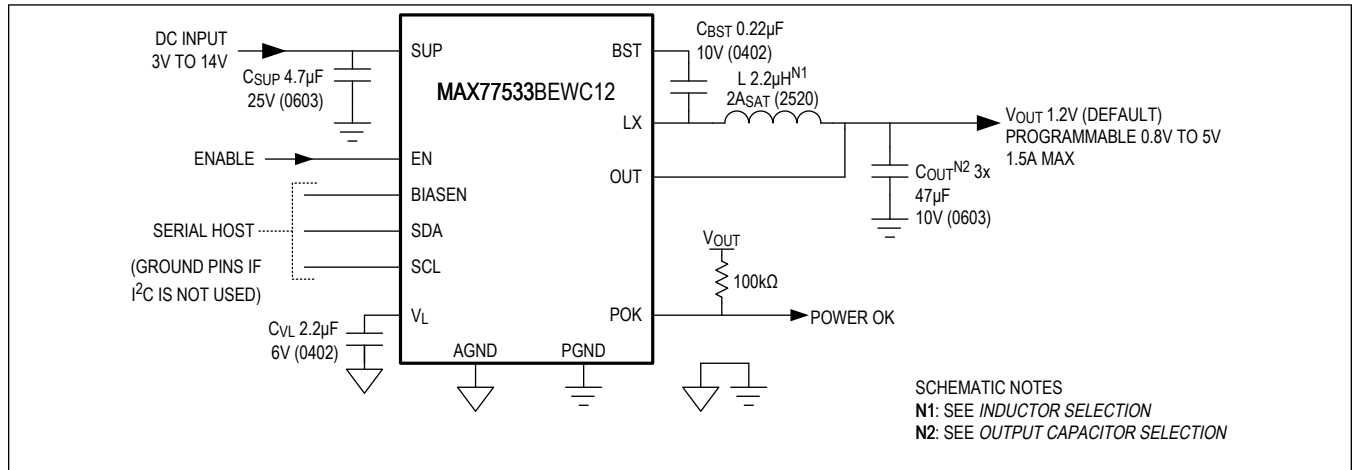 DC INPUT
3V TO 14V
CSUP 4.7µF
25V (0603)
SUP
MAX77533BEWC12
BST
CBST 0.22µF
10V (0402)
L 2.2µHN1
2ASAT (2520)
LX
VOUT 1.2V (DEFAULT)
PROGRAMMABLE 0.8V TO 5V
1.5A MAX
ENABLE
EN
OUT
COUTN2 3x
47µF
10V (0603)
BIASEN
SERIAL HOST
SDA
(GROUND PINS IF
I2C IS NOT USED)
SCL
VOUT
100kΩ
VL
CVL 2.2µF
6V (0402)
POK
POWER OK
AGND
PGND
SCHEMATIC NOTES
N1: SEE INDUCTOR SELECTION
N2: SEE OUTPUT CAPACITOR SELECTION